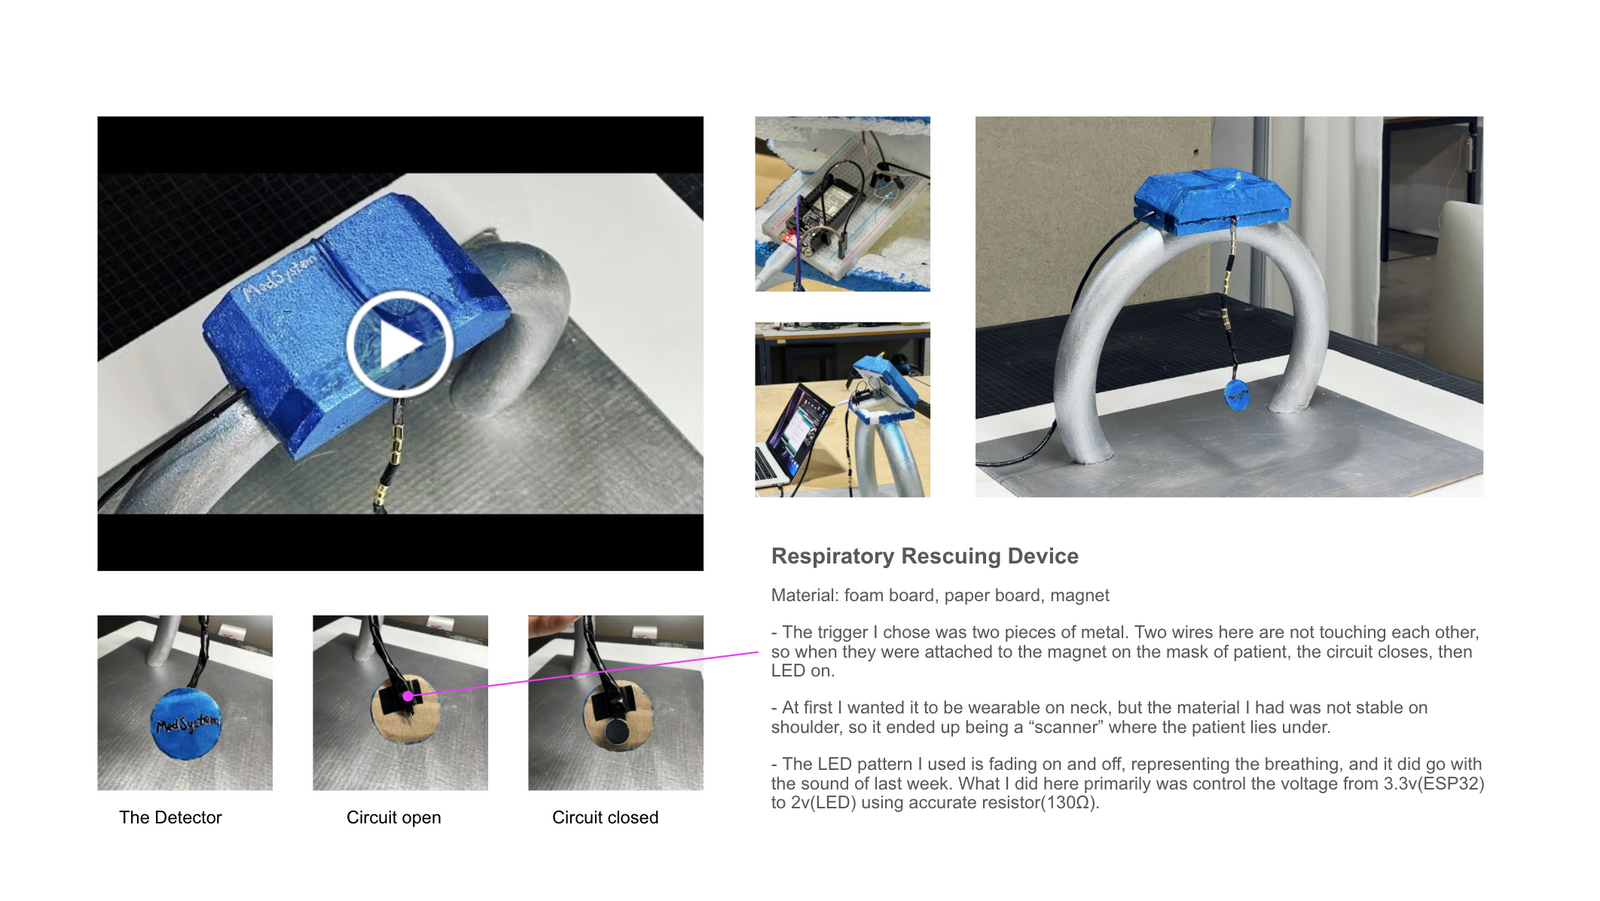 MedSystem
MedSystem
The Detector
Circuit open
Circuit closed
Respiratory Rescuing Device
Material: foam board, paper board, magnet
- The trigger I chose was two pieces of metal. Two wires here are not touching each other,
so when they were attached to the magnet on the mask of patient, the circuit closes, then
LED on.
- At first I wanted it to be wearable on neck, but the material I had was not stable on
shoulder, so it ended up being a “scanner” where the patient lies under.
- The LED pattern I used is fading on and off, representing the breathing, and it did go with
the sound of last week. What I did here primarily was control the voltage from 3.3v(ESP32)
to 2v(LED) using accurate resistor(130Ω).